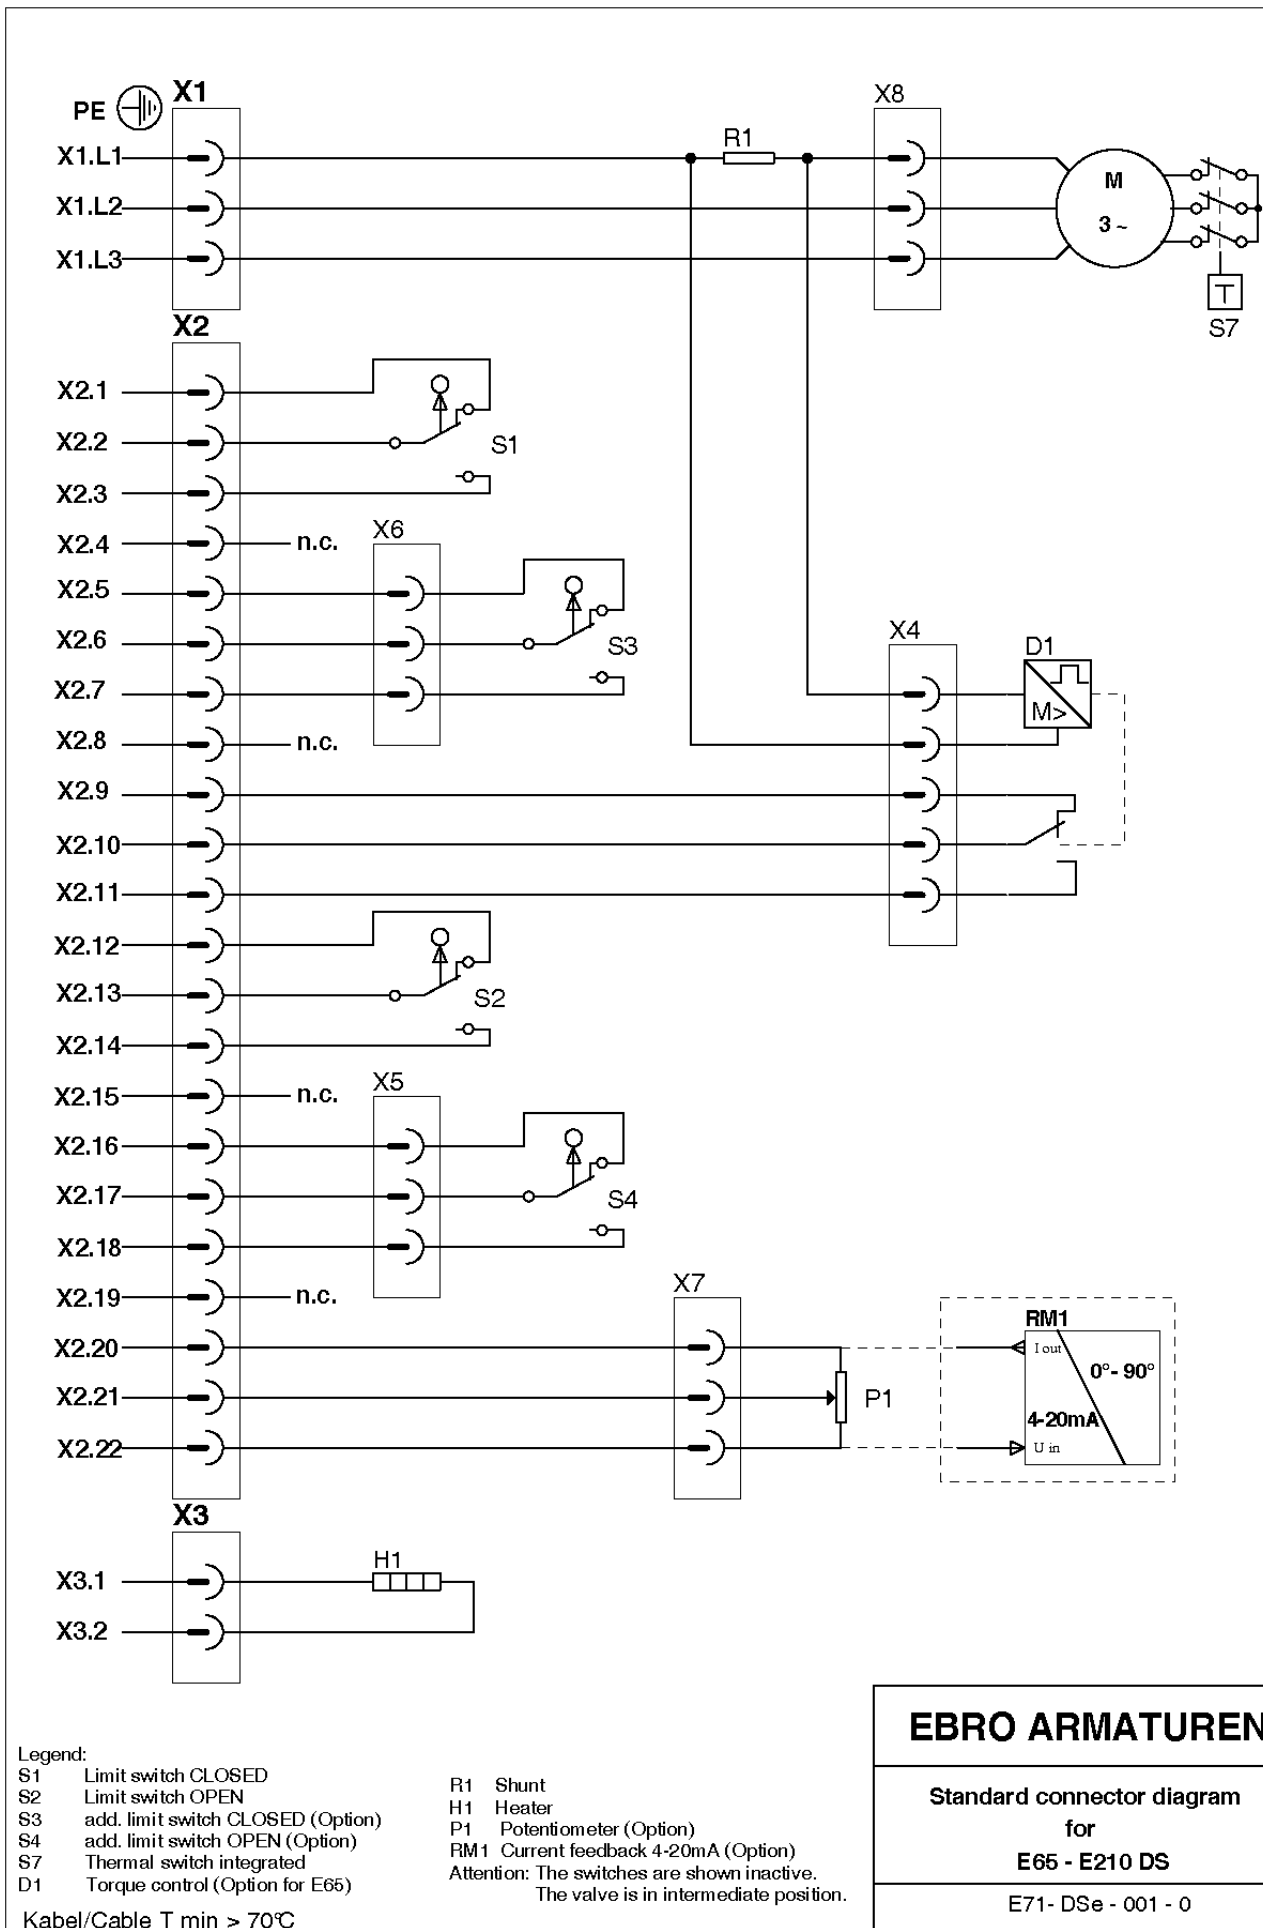 X1
PE
X8
X1.L1
R1
M
3 ~
X1.L2
X1.L3
T
S7
X2
X2.1
X2.2
S1
X2.3
X2.4
n.c.
X6
X2.5
X2.6
S3
X4
D1
X2.7
M>
X2.8
n.c.
X2.9
X2.10
X2.11
X2.12
X2.13
S2
X2.14
X2.15
n.c.
X5
X2.16
X2.17
S4
X2.18
X2.19
n.c.
X7
RM1
X2.20
I out
0°- 90°
X2.21
P1
4-20mA
X2.22
U in
X3
X3.1
H1
X3.2
Legend:
S1 Limit switch CLOSED
S2 Limit switch OPEN
S3 add. limit switch CLOSED (Option)
S4 add. limit switch OPEN (Option)
S7 Thermal switch integrated
D1 Torque control (Option for E65)
Kabel/Cable T min > 70°C
R1 Shunt
H1 Heater
P1 Potentiometer (Option)
RM1 Current feedback 4-20mA (Option)
Attention: The switches are shown inactive.
The valve is in intermediate position.
EBRO ARMATUREN
Standard connector diagram
for
E65 - E210 DS
E71- DSe - 001 - 0